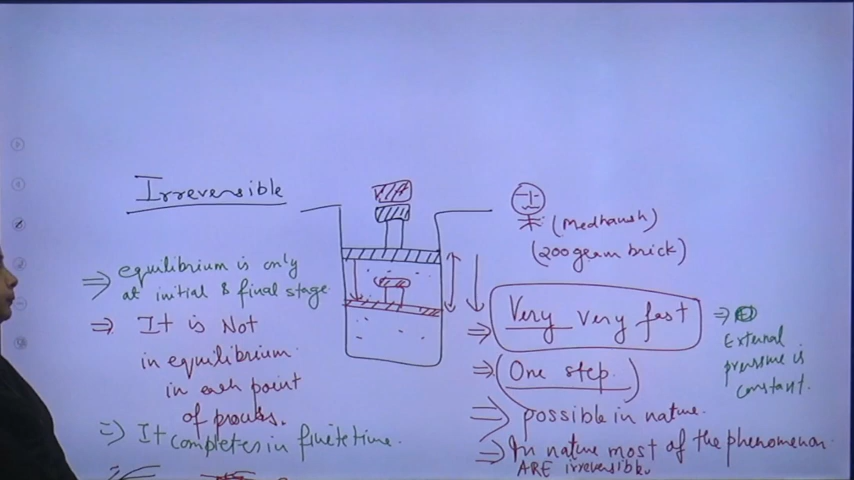 Irreversible
⇒ equilibrium is only
at initial & final stage.
⇒ It is Not
in equilibrium
in each point
of process.
⇒ It completes in finite time.
(Medhansh)
(200 gram brick)
⇒ Very very fast
⇒ (One step)
⇒ possible in nature.
⇒ In nature most of the phenomenon
ARE irreversible.
⇒
External
pressure is
constant.